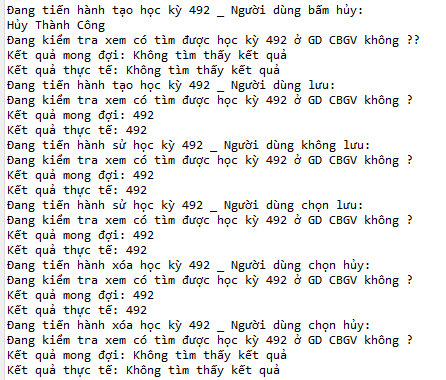 Đang tiến hành tạo học kỳ 492 _ Người dùng bấm hủy:
Hủy Thành Công
Đang kiểm tra xem có tìm được học kỳ 492 ở GD CBGV không ??
Kết quả mong đợi: Không tìm thấy kết quả
Kết quả thực tế: Không tìm thấy kết quả
Đang tiến hành tạo học kỳ 492 _ Người dùng lưu:
Đang kiểm tra xem có tìm được học kỳ 492 ở GD CBGV không ?
Kết quả mong đợi: 492
Kết quả thực tế: 492
Đang tiến hành sử học kỳ 492 _ Người dùng không lưu:
Đang kiểm tra xem có tìm được học kỳ 492 ở GD CBGV không ?
Kết quả mong đợi: 492
Kết quả thực tế: 492
Đang tiến hành sử học kỳ 492 _ Người dùng chọn lưu:
Đang kiểm tra xem có tìm được học kỳ 492 ở GD CBGV không ?
Kết quả mong đợi: 492
Kết quả thực tế: 492
Đang tiến hành xóa học kỳ 492 _ Người dùng chọn hủy:
Đang kiểm tra xem có tìm được học kỳ 492 ở GD CBGV không ?
Kết quả mong đợi: 492
Kết quả thực tế: 492
Đang tiến hành xóa học kỳ 492 _ Người dùng chọn hủy:
Đang kiểm tra xem có tìm được học kỳ 492 ở GD CBGV không ?
Kết quả mong đợi: Không tìm thấy kết quả
Kết quả thực tế: Không tìm thấy kết quả